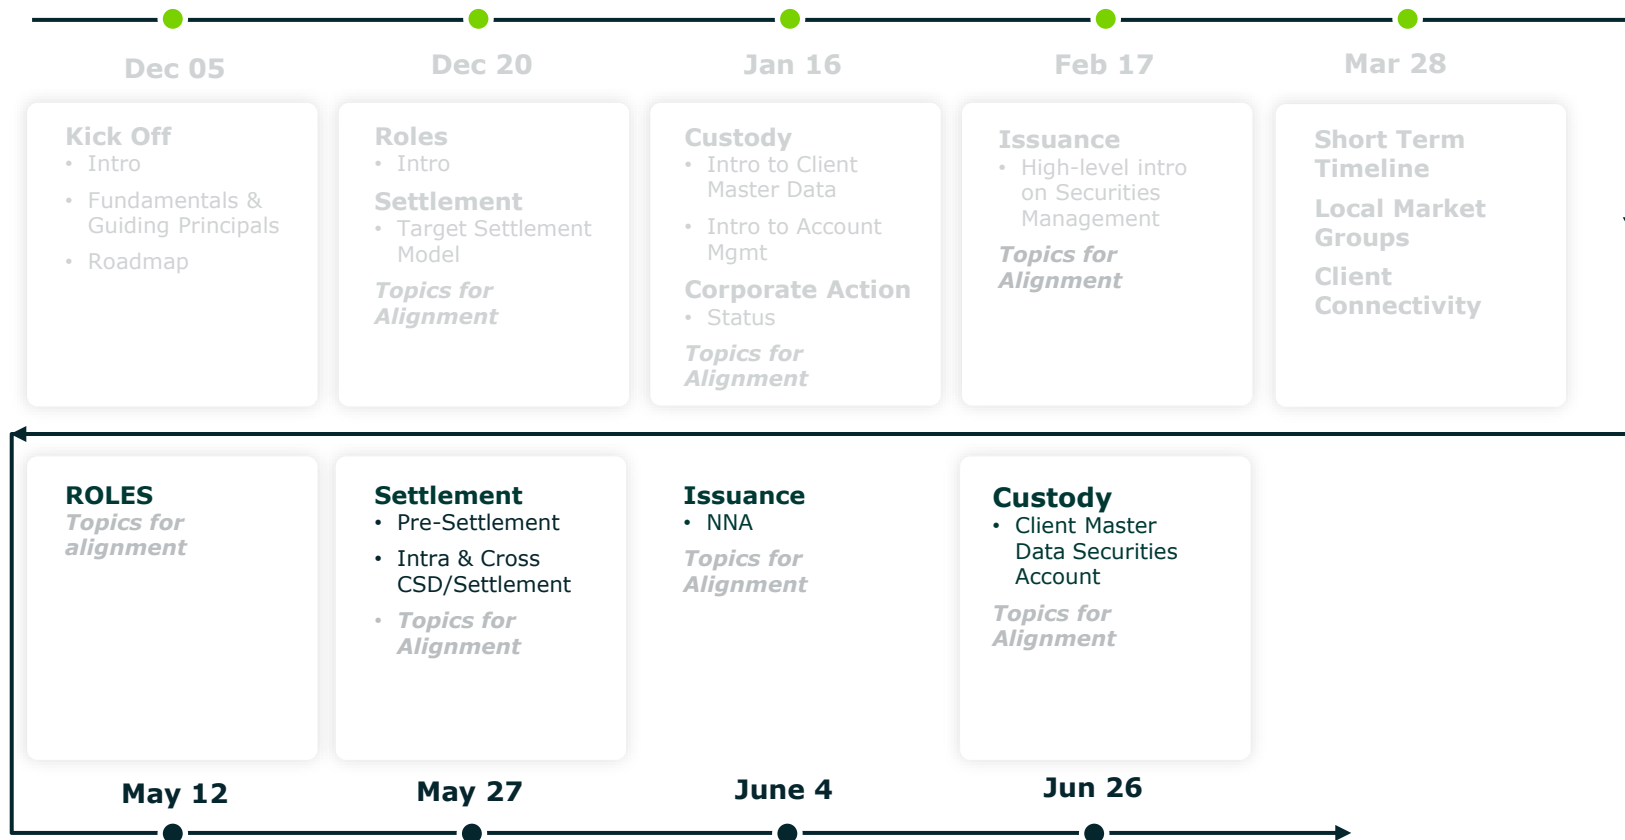 Dec 05
Dec 20
Jan 16
Feb 17
Mar 28
Kick Off
• Intro
• Fundamentals &
Guiding Principals
• Roadmap
Roles
• Intro
Settlement
• Target Settlement
Model
Topics for
Alignment
Custody
• Intro to Client
Master Data
• Intro to Account
Mgmt
Corporate Action
• Status
Topics for
Alignment
Issuance
• High-level intro
on Securities
Management
Topics for
Alignment
Short Term
Timeline
Local Market
Groups
Client
Connectivity
ROLES
Topics for
alignment
Settlement
• Pre-Settlement
• Intra & Cross
CSD/Settlement
• Topics for
Alignment
Issuance
• NNA
Topics for
Alignment
Custody
• Client Master
Data Securities
Account
Topics for
Alignment
May 12
May 27
June 4
Jun 26